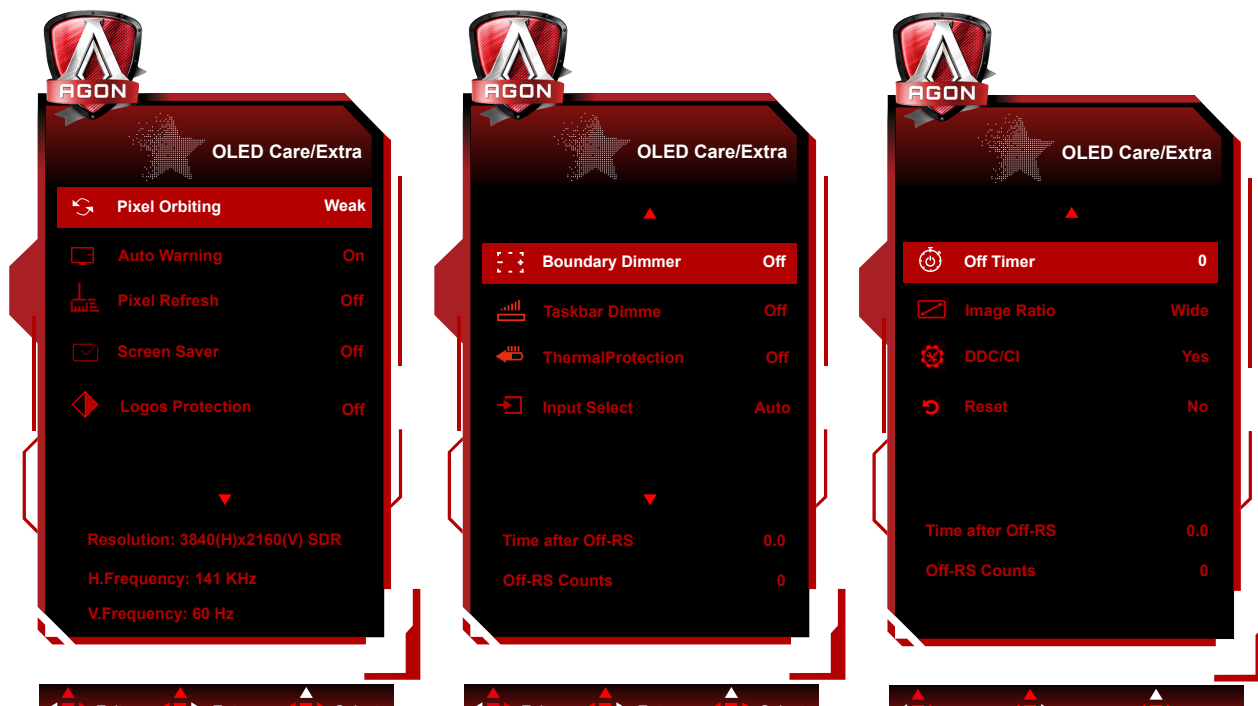 AGON
OLED Care/Extra
Pixel Orbiting Weak
Auto Warning On
Pixel Refresh Off
Screen Saver Off
Logos Protection Off
Resolution: 3840(H)x2160(V) SDR
H.Frequency: 141 KHz
V.Frequency: 60 Hz
AGON
OLED Care/Extra
Boundary Dimmer Off
Taskbar Dimme Off
ThermalProtection Off
Input Select Auto
Time after Off-RS 0.0
Off-RS Counts 0
AGON
OLED Care/Extra
Off Timer 0
Image Ratio Wide
DDC/CI Yes
Reset No
Time after Off-RS 0.0
Off-RS Counts 0